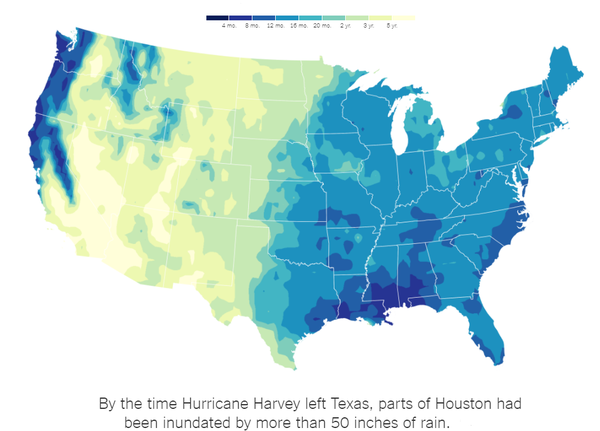 4 mo. 8 mo. 12 mo. 16 mo. 20 mo. 2 yr. 3 yr. 5 yr.
By the time Hurricane Harvey left Texas, parts of Houston had
been inundated by more than 50 inches of rain.